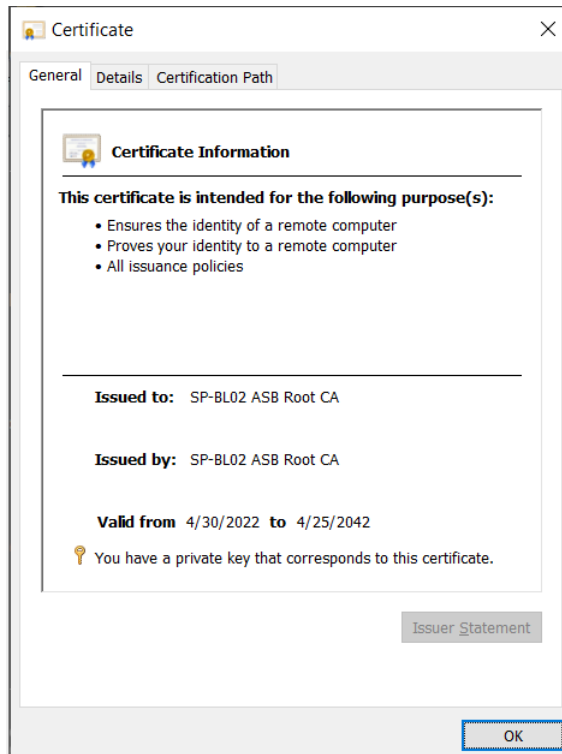 Certificate
General Details Certification Path
Certificate Information
This certificate is intended for the following purpose(s):
• Ensures the identity of a remote computer
• Proves your identity to a remote computer
• All issuance policies
Issued to: SP-BL02 ASB Root CA
Issued by: SP-BL02 ASB Root CA
Valid from 4/30/2022 to 4/25/2042
You have a private key that corresponds to this certificate.
Issuer Statement
OK